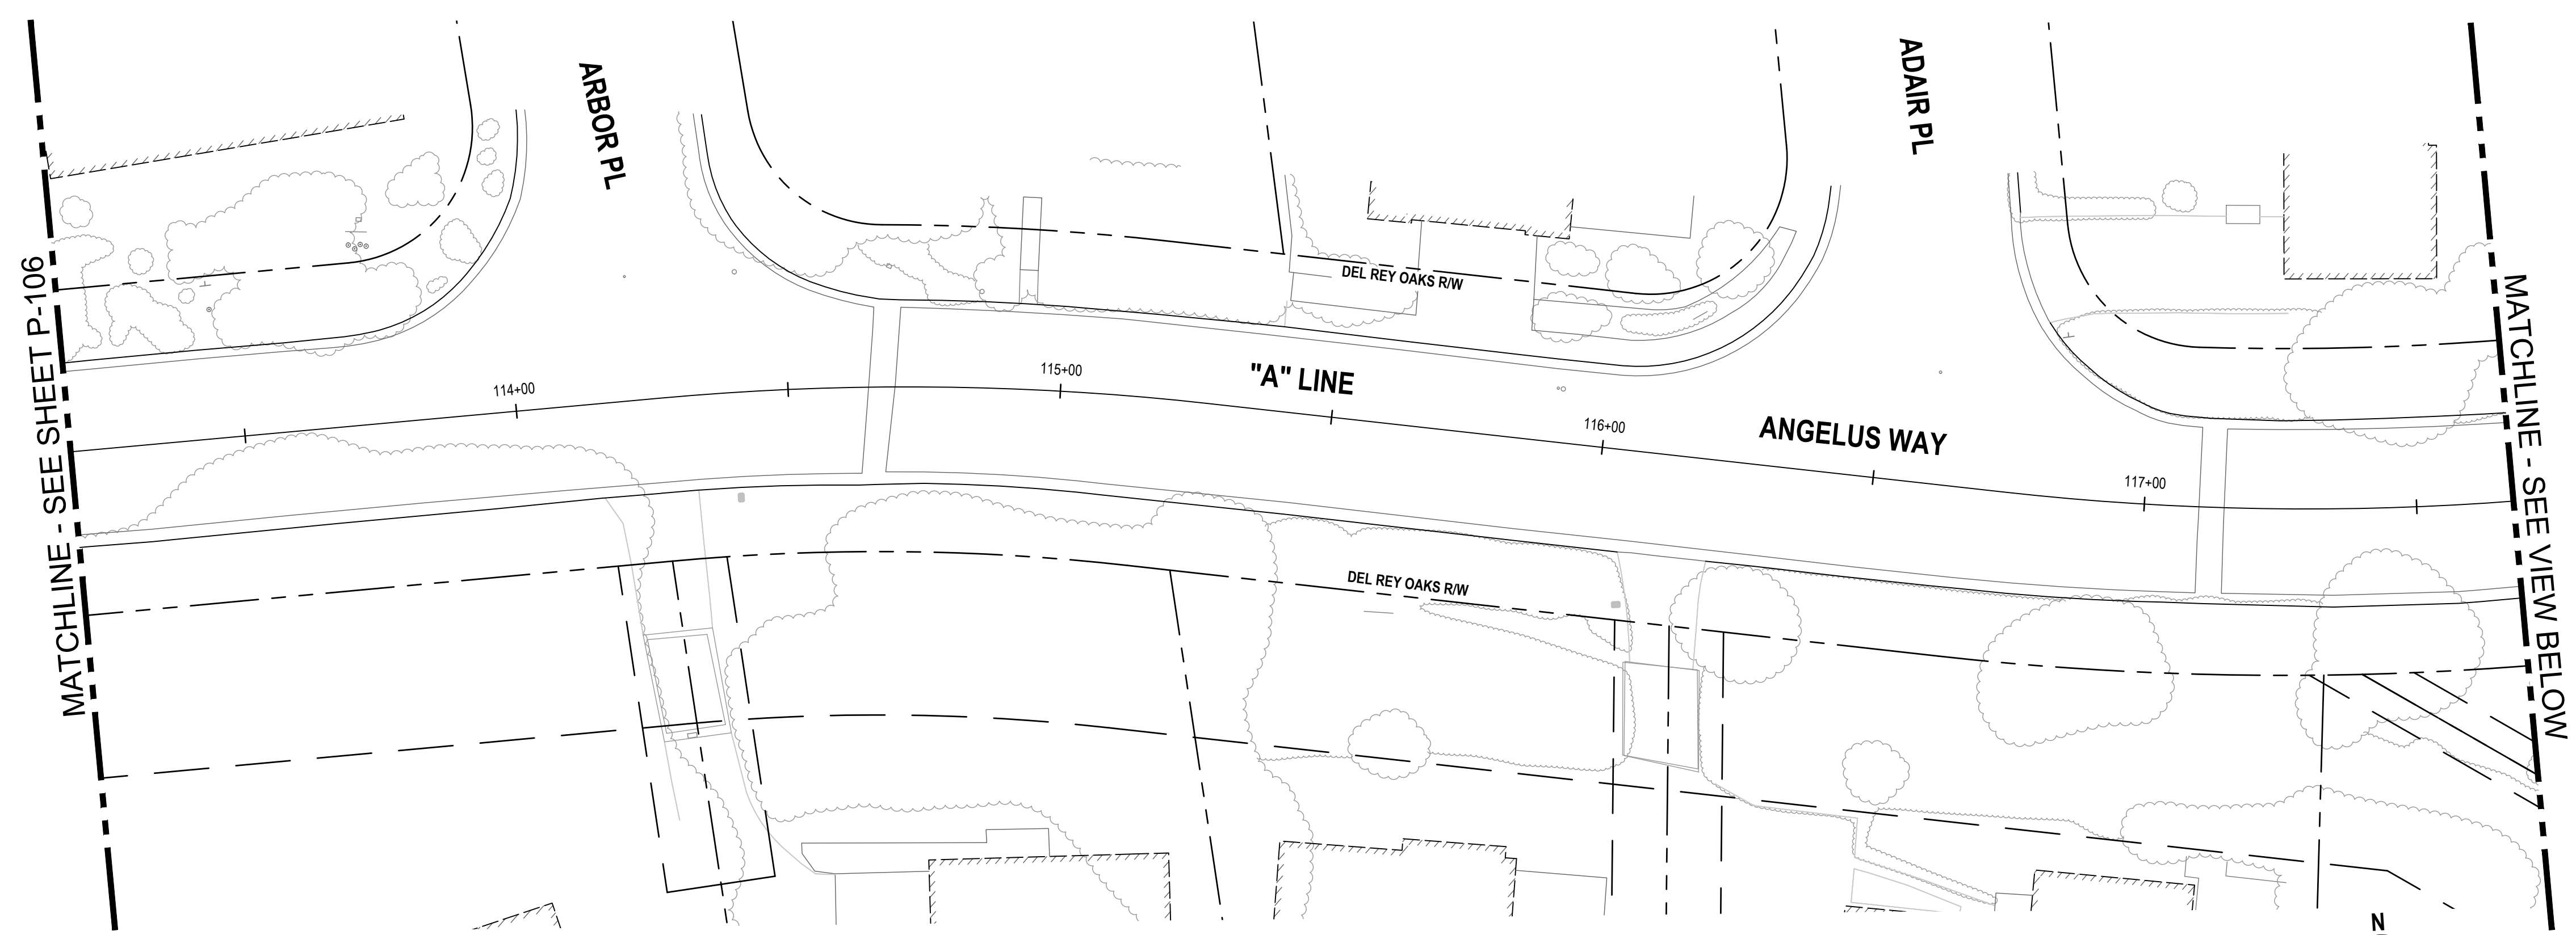 ARBOR PL
ADAIR PL
MATCHLINE - SEE SHEET P-106
DEL REY OAKS R/W
114+00
115+00
"A" LINE
116+00
ANGELUS WAY
117+00
MATCHLINE - SEE VIEW BELOW
DEL REY OAKS R/W
N